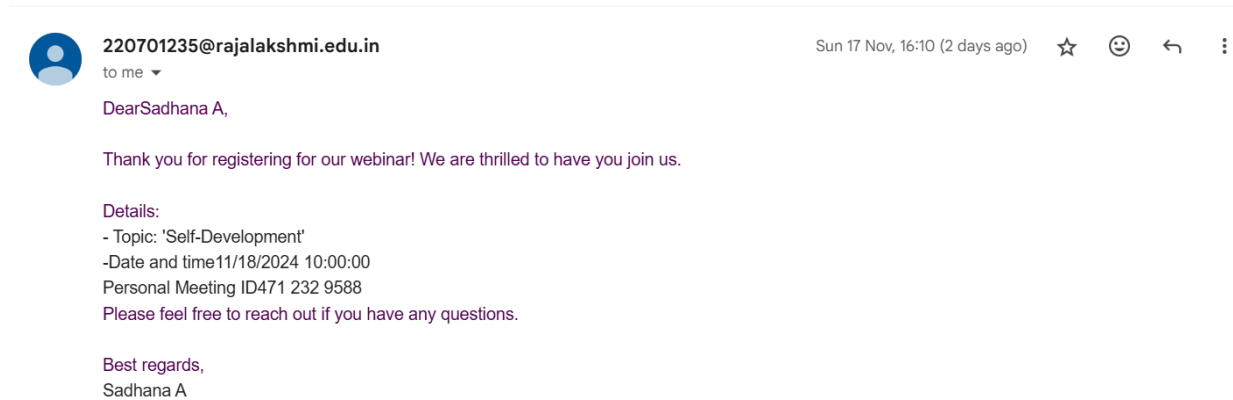 220701235@rajalakshmi.edu.in
Sun 17 Nov, 16:10 (2 days ago)
to me
DearSadhana A,
Thank you for registering for our webinar! We are thrilled to have you join us.
Details:
- Topic: 'Self-Development'
-Date and time11/18/2024 10:00:00
Personal Meeting ID471 232 9588
Please feel free to reach out if you have any questions.
Best regards,
Sadhana A